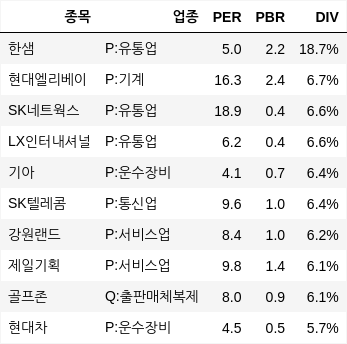 종목 업종 PER PBR DIV
한샘 P:유통업 5.0 2.2 18.7%
현대엘리베이 P:기계 16.3 2.4 6.7%
SK네트웍스 P:유통업 18.9 0.4 6.6%
LX인터내셔널 P:유통업 6.2 0.4 6.6%
기아 P:운수장비 4.1 0.7 6.4%
SK텔레콤 P:통신업 9.6 1.0 6.4%
강원랜드 P:서비스업 8.4 1.0 6.2%
제일기획 P:서비스업 9.8 1.4 6.1%
골프존 Q:출판매체복제 8.0 0.9 6.1%
현대차 P:운수장비 4.5 0.5 5.7%